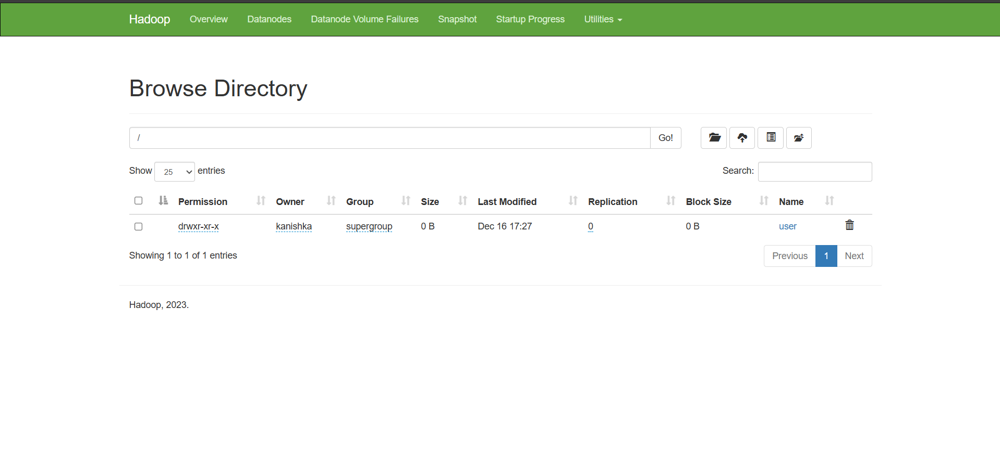 Hadoop Overview Datanodes Datanode Volume Failures Snapshot Startup Progress Utilities
Browse Directory
/ Go!
Show 25 entries Search:
Permission Owner Group Size Last Modified Replication Block Size Name
drwxr-xr-x kanishka supergroup 0 B Dec 16 17:27 0 0 B user
Showing 1 to 1 of 1 entries Previous 1 Next
Hadoop, 2023.